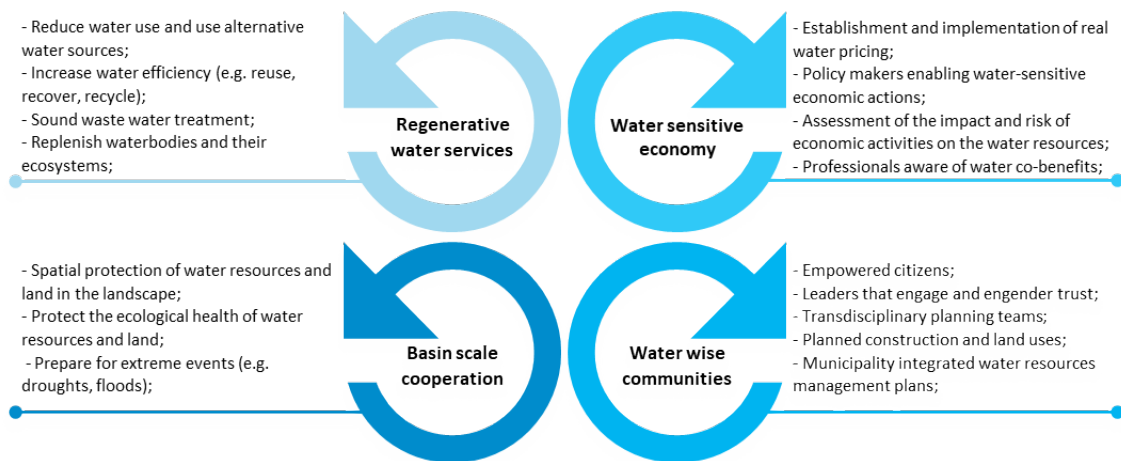 - Reduce water use and use alternative
water sources;
- Increase water efficiency (e.g. reuse,
recover, recycle);
- Sound waste water treatment;
- Replenish waterbodies and their
ecosystems;
Regenerative
water services
Water sensitive
economy
- Establishment and implementation of real
water pricing;
- Policy makers enabling water-sensitive
economic actions;
- Assessment of the impact and risk of
economic activities on the water resources;
- Professionals aware of water co-benefits;
- Spatial protection of water resources and
land in the landscape;
- Protect the ecological health of water
resources and land;
- Prepare for extreme events (e.g.
droughts, floods);
Basin scale
cooperation
Water wise
communities
- Empowered citizens;
- Leaders that engage and engender trust;
- Transdisciplinary planning teams;
- Planned construction and land uses;
- Municipality integrated water resources
management plans;